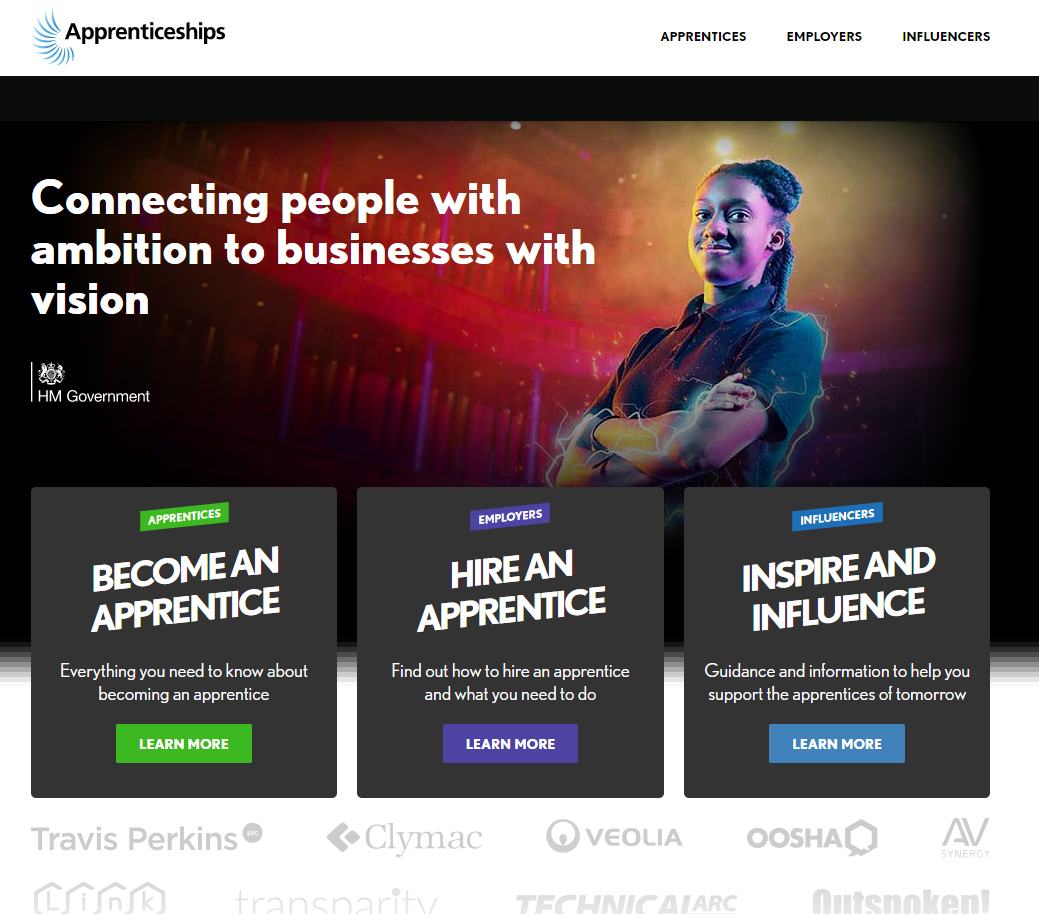 Apprenticeships
APPRENTICES EMPLOYERS INFLUENCERS
Connecting people with
ambition to businesses with
vision
HM Government
APPRENTICES
BECOME AN
APPRENTICE
Everything you need to know about
becoming an apprentice
LEARN MORE
EMPLOYERS
HIRE AN
APPRENTICE
Find out how to hire an apprentice
and what you need to do
LEARN MORE
INFLUENCERS
INSPIRE AND
INFLUENCE
Guidance and information to help you
support the apprentices of tomorrow
LEARN MORE
Travis Perkins plc
Clymac
VEOLIA
OOSHA
AV
SYNERGY
Link
transparity
TECHNICALARC
Outspoken!